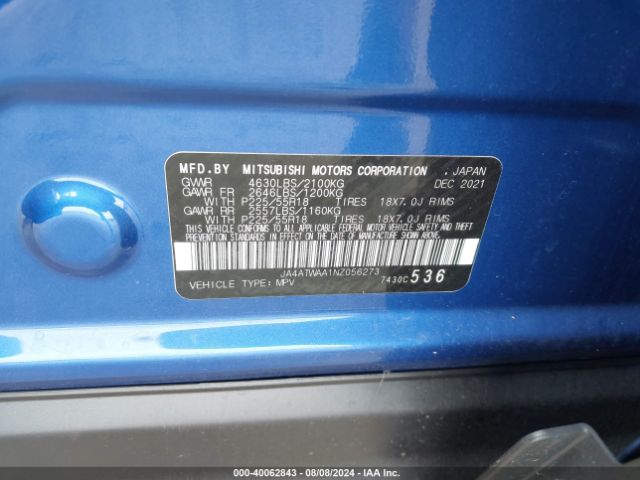 MFD.BY MITSUBISHI MOTORS CORPORATION , JAPAN
GVWR 4630LBS/2100KG DEC 2021
GAWR FR 2646LBS/1200KG
WITH P225/55R18 TIRES 18X7.0J RIMS
GAWR RR 2557LBS/1160KG
WITH P225/55R18 TIRES 18X7.0J RIMS
THIS VEHICLE CONFORMS TO ALL APPLICABLE FEDERAL MOTOR VEHICLE SAFETY AND THEFT
PREVENTION STANDARDS IN EFFECT ON THE DATE OF MANUFACTURE SHOWN ABOVE.
JA4ATWAA1NZ056273
VEHICLE TYPE: MPV 7430C 536
000-40062843 - 08/08/2024 - IAA Inc. Copyright